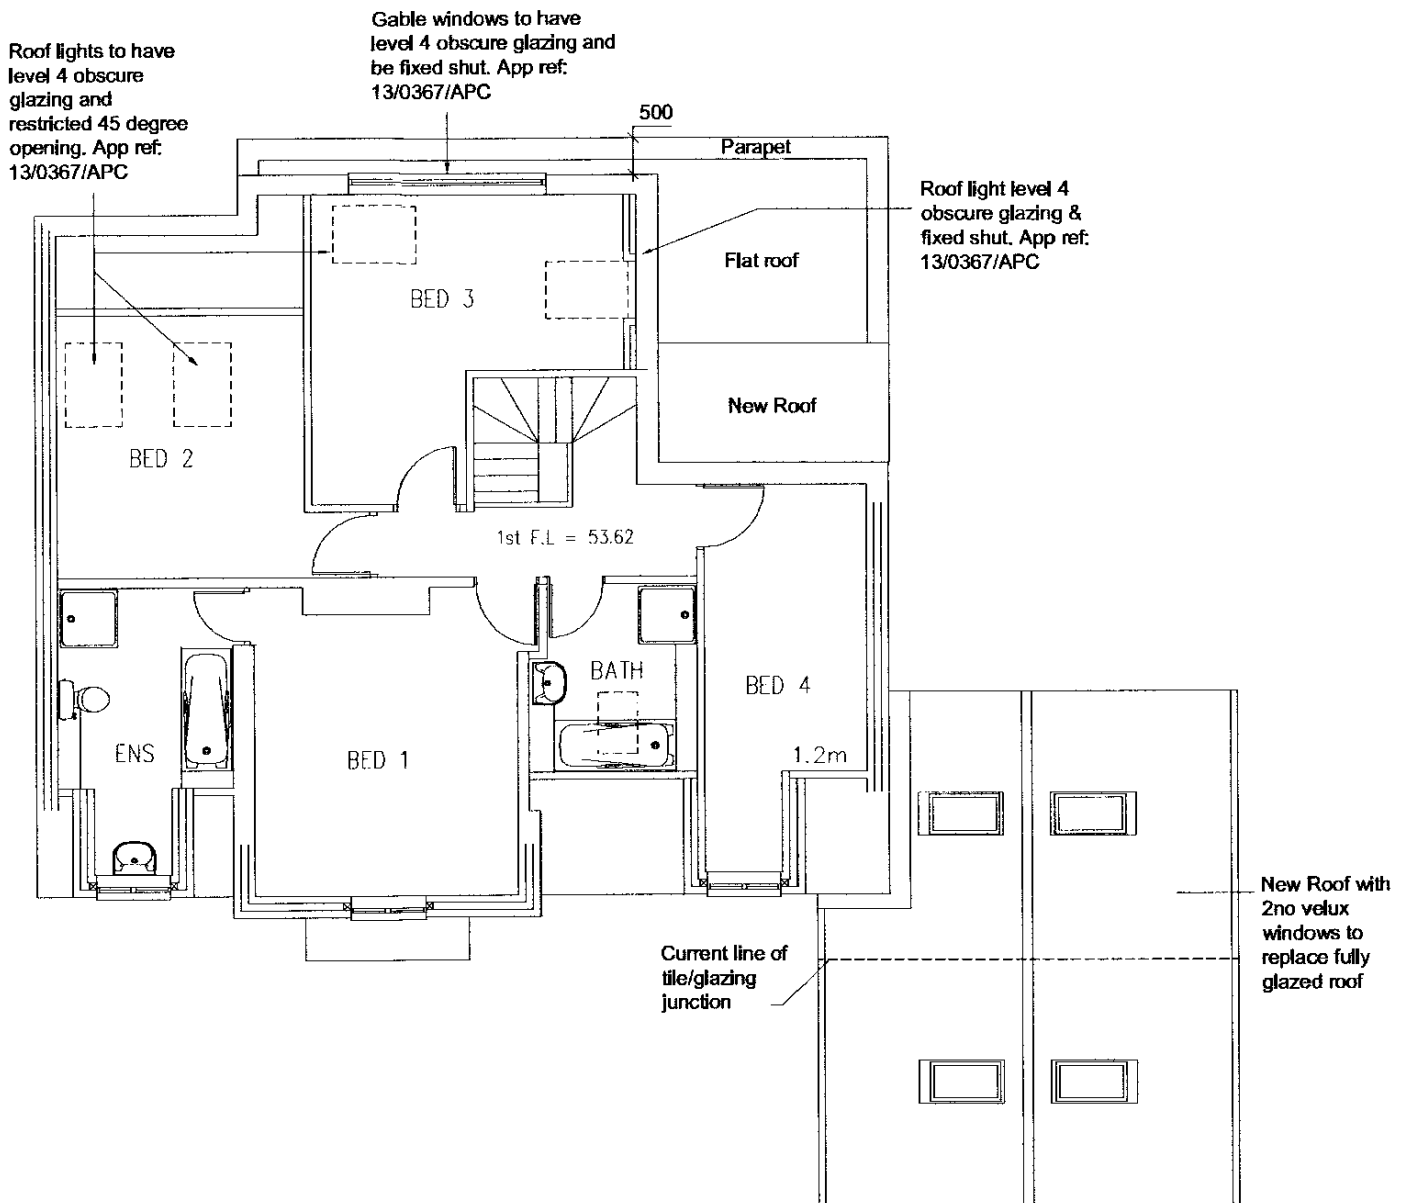 Gable windows to have
level 4 obscure glazing and
be fixed shut. App ref:
13/0367/APC
Roof lights to have
level 4 obscure
glazing and
restricted 45 degree
opening. App ref:
13/0367/APC
500
Parapet
Roof light level 4
obscure glazing &
fixed shut. App ref:
13/0367/APC
Flat roof
BED 3
New Roof
BED 2
1st F.L = 53.62
BATH
BED 4
ENS
BED 1
1.2m
New Roof with
2no velux
windows to
replace fully
glazed roof
Current line of
tile/glazing
junction